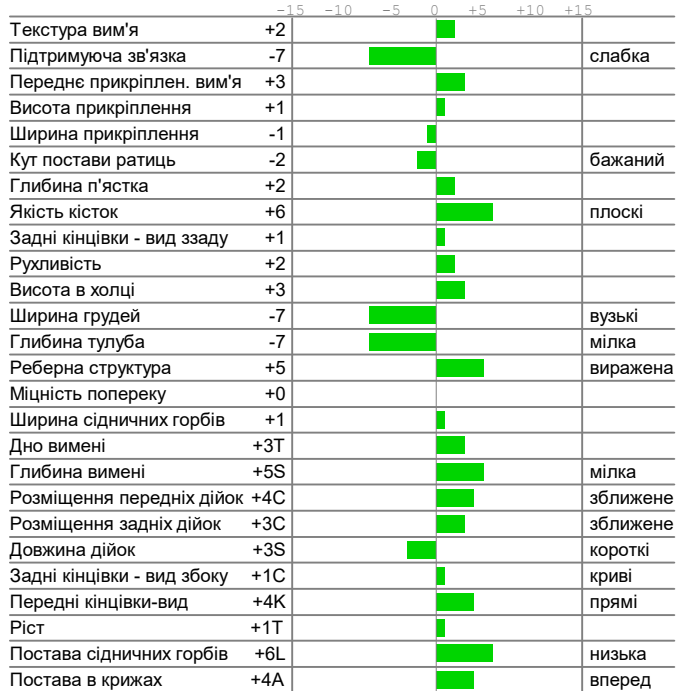 -15 -10 -5 0 +5 +10 +15
Текстура вим'я +2
Підтримуюча зв'язка -7 слабка
Переднє прикріплен. вим'я +3
Висота прикріплення +1
Ширина прикріплення -1
Кут постави ратиць -2 бажаний
Глибина п'ястка +2
Якість кісток +6 плоскі
Задні кінцівки - вид ззаду +1
Рухливість +2
Висота в холці +3
Ширина грудей -7 вузькі
Глибина тулуба -7 мілка
Реберна структура +5 виражена
Міцність попереку +0
Ширина сідничних горбів +1
Дно вимені +3T
Глибина вимені +5S мілка
Розміщення передніх дійок +4C зближене
Розміщення задніх дійок +3C зближене
Довжина дійок +3S короткі
Задні кінцівки - вид збоку +1C криві
Передні кінцівки-вид +4K прямі
Ріст +1T
Постава сідничних горбів +6L низька
Постава в крижах +4A вперед